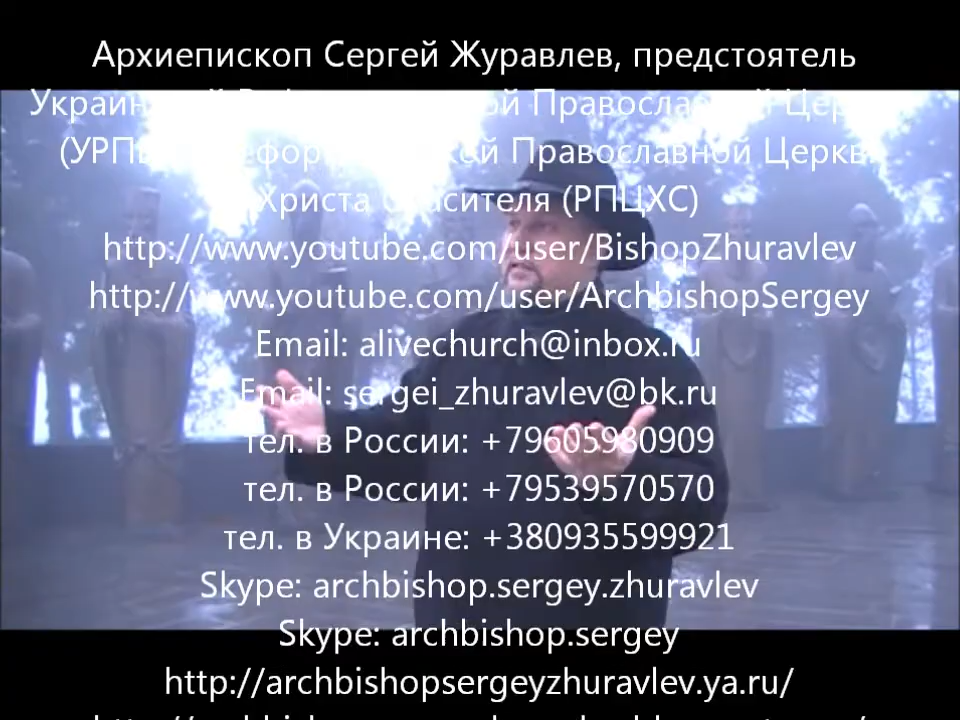 Архиепископ Сергей Журавлев, предстоятель
Православной
Православной Церкви
Христа Спасителя (РПЦХС)
http://www.youtube.com/user/BishopZhuravlev
http://www.youtube.com/user/ArchbishopSergey
Email: alivechurch@inbox.ru
Email: sergei_zhuravlev@bk.ru
тел. в России: +79605980909
тел. в России: +79539570570
тел. в Украине: +380935599921
Skype: archbishop.sergey.zhuravlev
Skype: archbishop.sergey
http://archbishopsergeyzhuravlev.ya.ru/